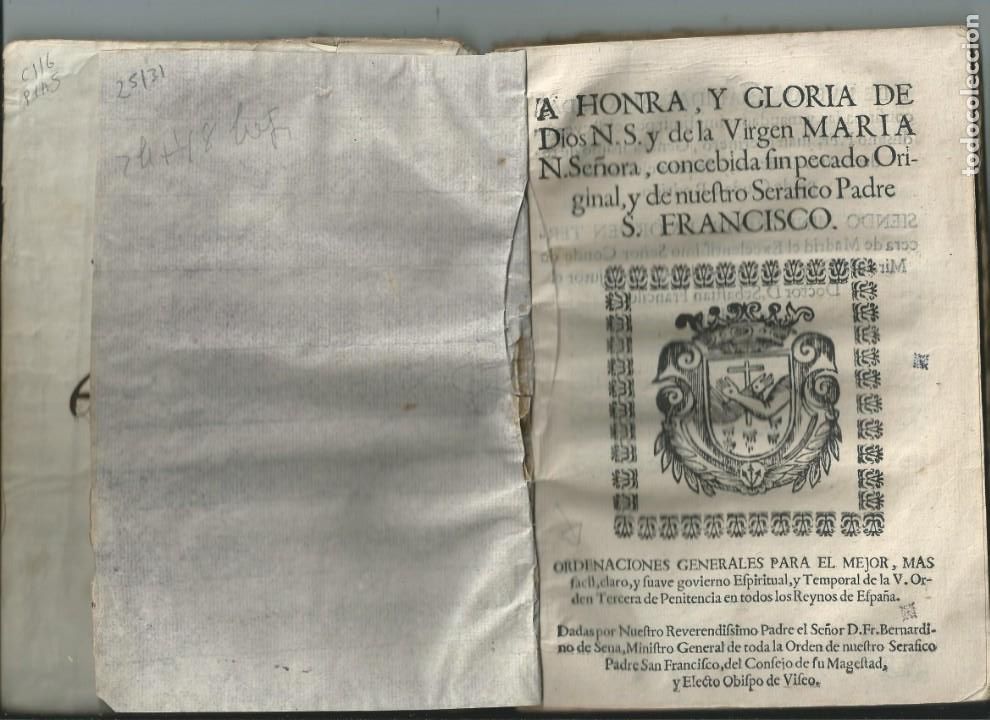 C116
25131
A HONRA, Y GLORIA DE
Dios N. S. y de la Virgen MARIA
N. Señora, concebida ſin pecado Ori-
ginal, y de nueſtro Serafico Padre
S. FRANCISCO.
ORDENACIONES GENERALES PARA EL MEJOR, MAS
facil, claro, y ſuave govierno Eſpiritual, y Temporal de la V. Or-
den Tercera de Penitencia en todos los Reynos de Eſpaña.
Dadas por Nueſtro Reverendiſsimo Padre el Señor D. Fr. Bernardi-
no de Sena, Miniſtro General de toda la Orden de nueſtro Serafico
Padre San Franciſco, del Conſejo de ſu Mageſtad,
y Electo Obiſpo de Viſeo.
todocoleccion